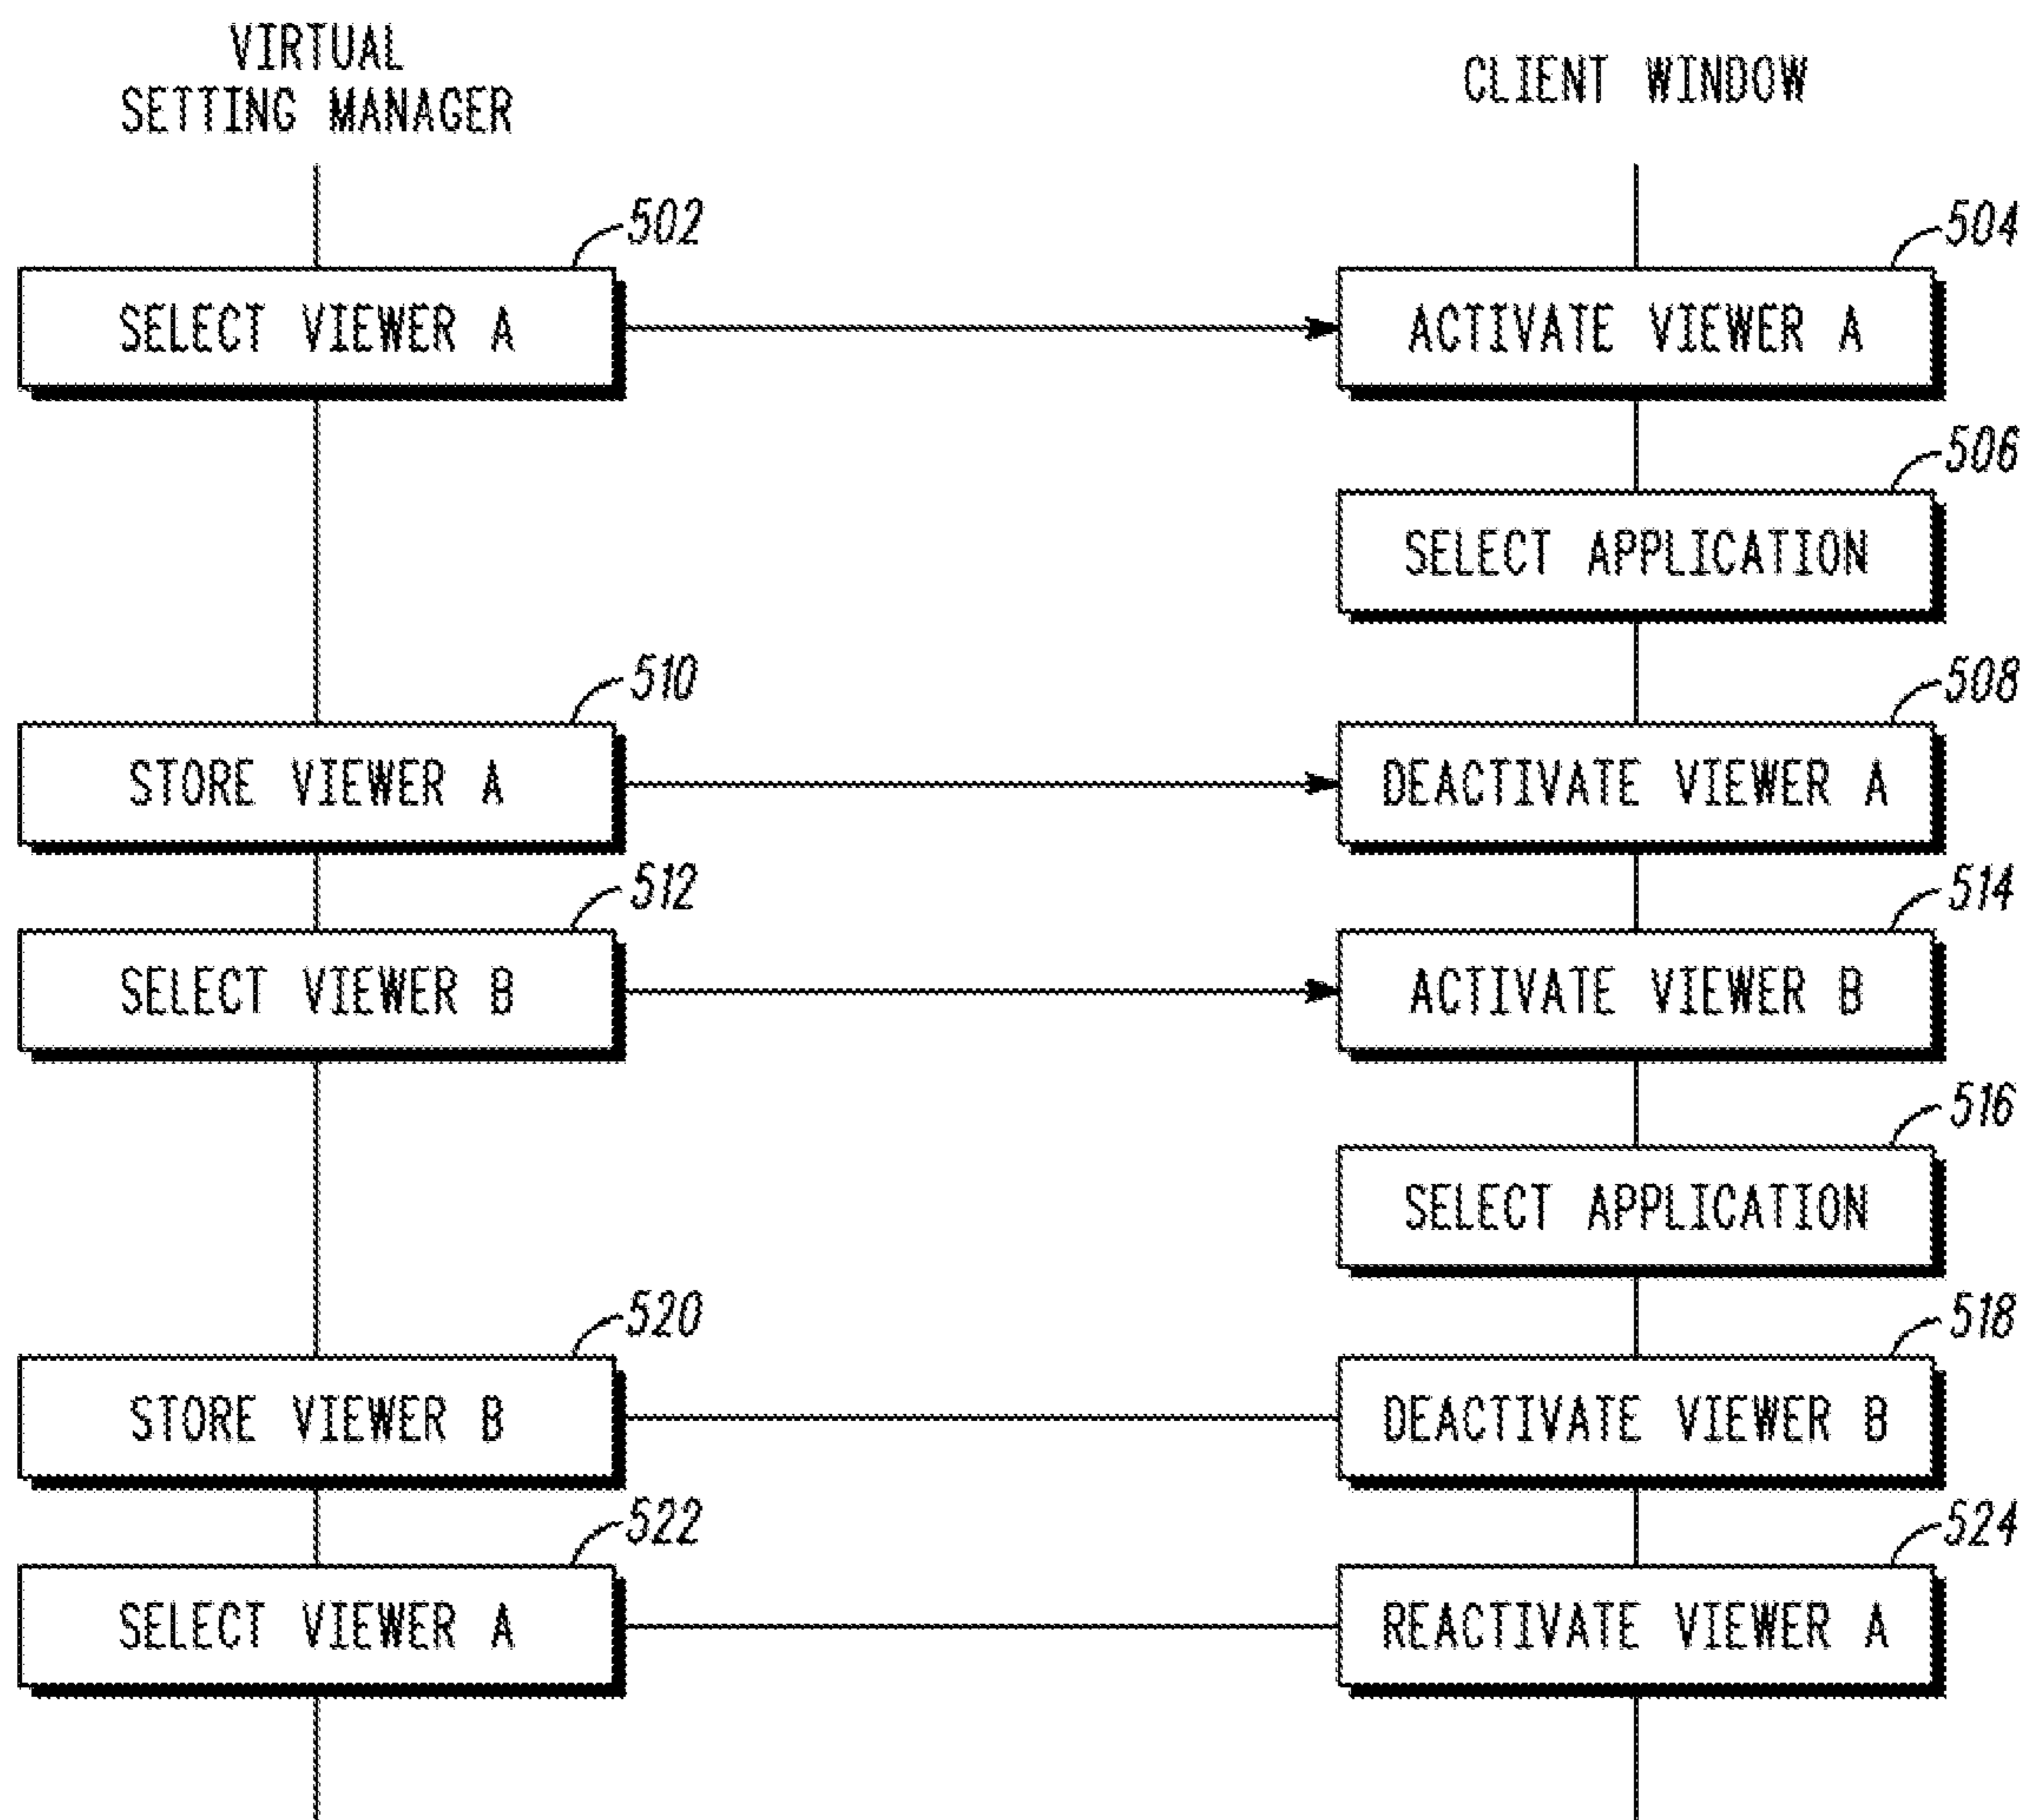 VIRTUAL
SETTING MANAGER
CLIENT WINDOW
502
504
SELECT VIEWER A
ACTIVATE VIEWER A
506
SELECT APPLICATION
510
508
STORE VIEWER A
DEACTIVATE VIEWER A
512
514
SELECT VIEWER B
ACTIVATE VIEWER B
516
SELECT APPLICATION
520
518
STORE VIEWER B
DEACTIVATE VIEWER B
522
524
SELECT VIEWER A
REACTIVATE VIEWER A